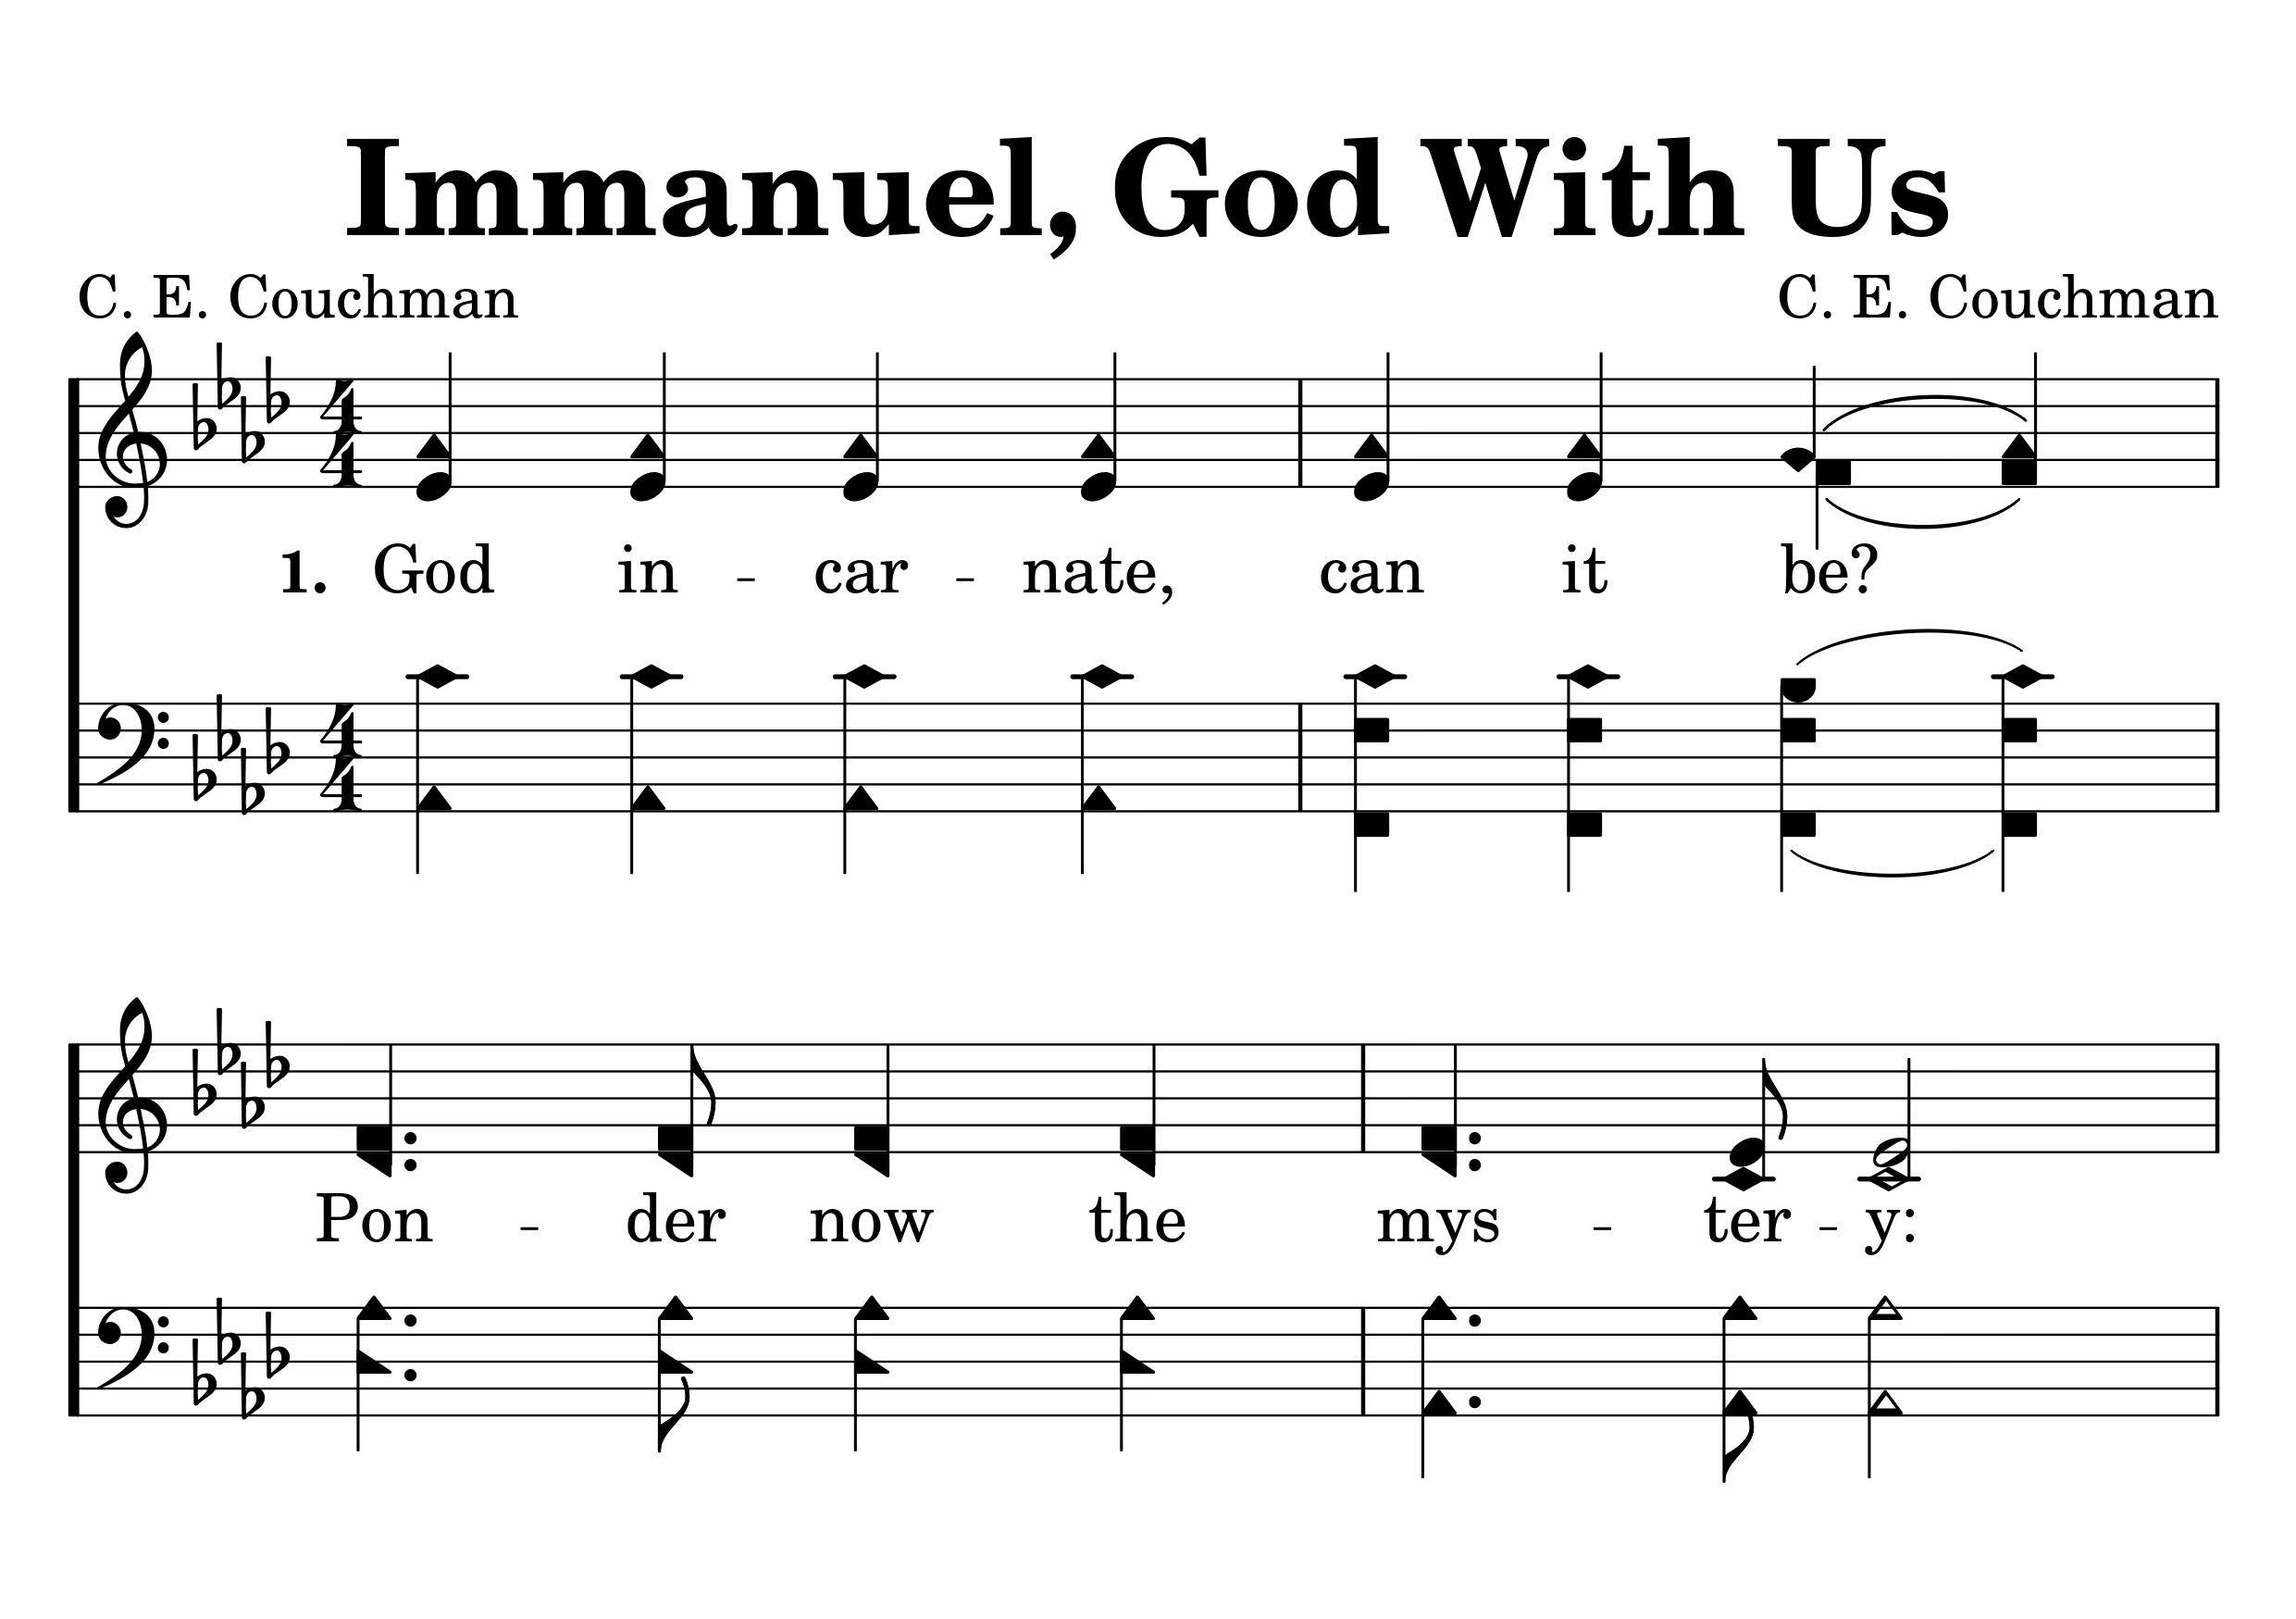 Immanuel, God With Us
C. E. Couchman C. E. Couchman
1. God in - car - nate, can it be?
Pon - der now the mys - ter - y: